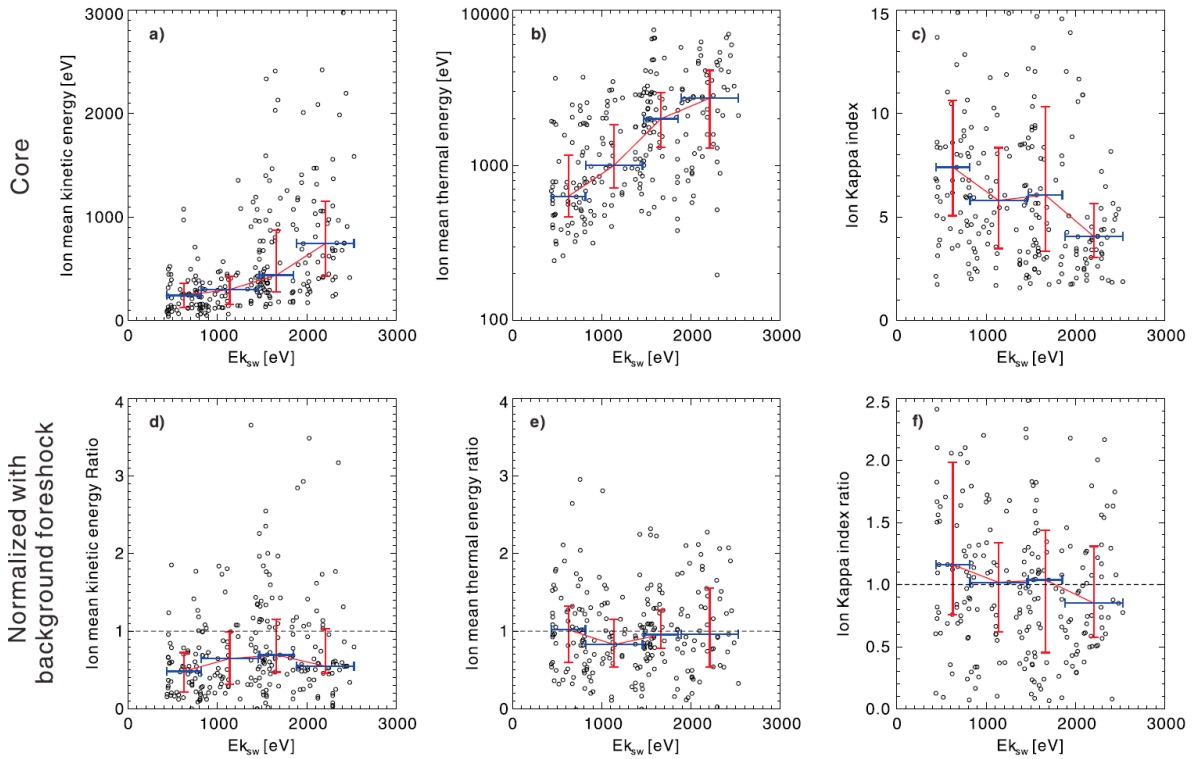 Core
a)
Ion mean kinetic energy [eV]
3000
2000
1000
0
0 1000 2000 3000
Ek_sw [eV]
b)
Ion mean thermal energy [eV]
10000
1000
100
0 1000 2000 3000
Ek_sw [eV]
c)
Ion Kappa index
15
10
5
0
0 1000 2000 3000
Ek_sw [eV]
Normalized with
background foreshock
d)
Ion mean kinetic energy Ratio
4
3
2
1
0
0 1000 2000 3000
Ek_sw [eV]
e)
Ion mean thermal energy ratio
4
3
2
1
0
0 1000 2000 3000
Ek_sw [eV]
f)
Ion Kappa index ratio
2.5
2.0
1.5
1.0
0.5
0.0
0 1000 2000 3000
Ek_sw [eV]